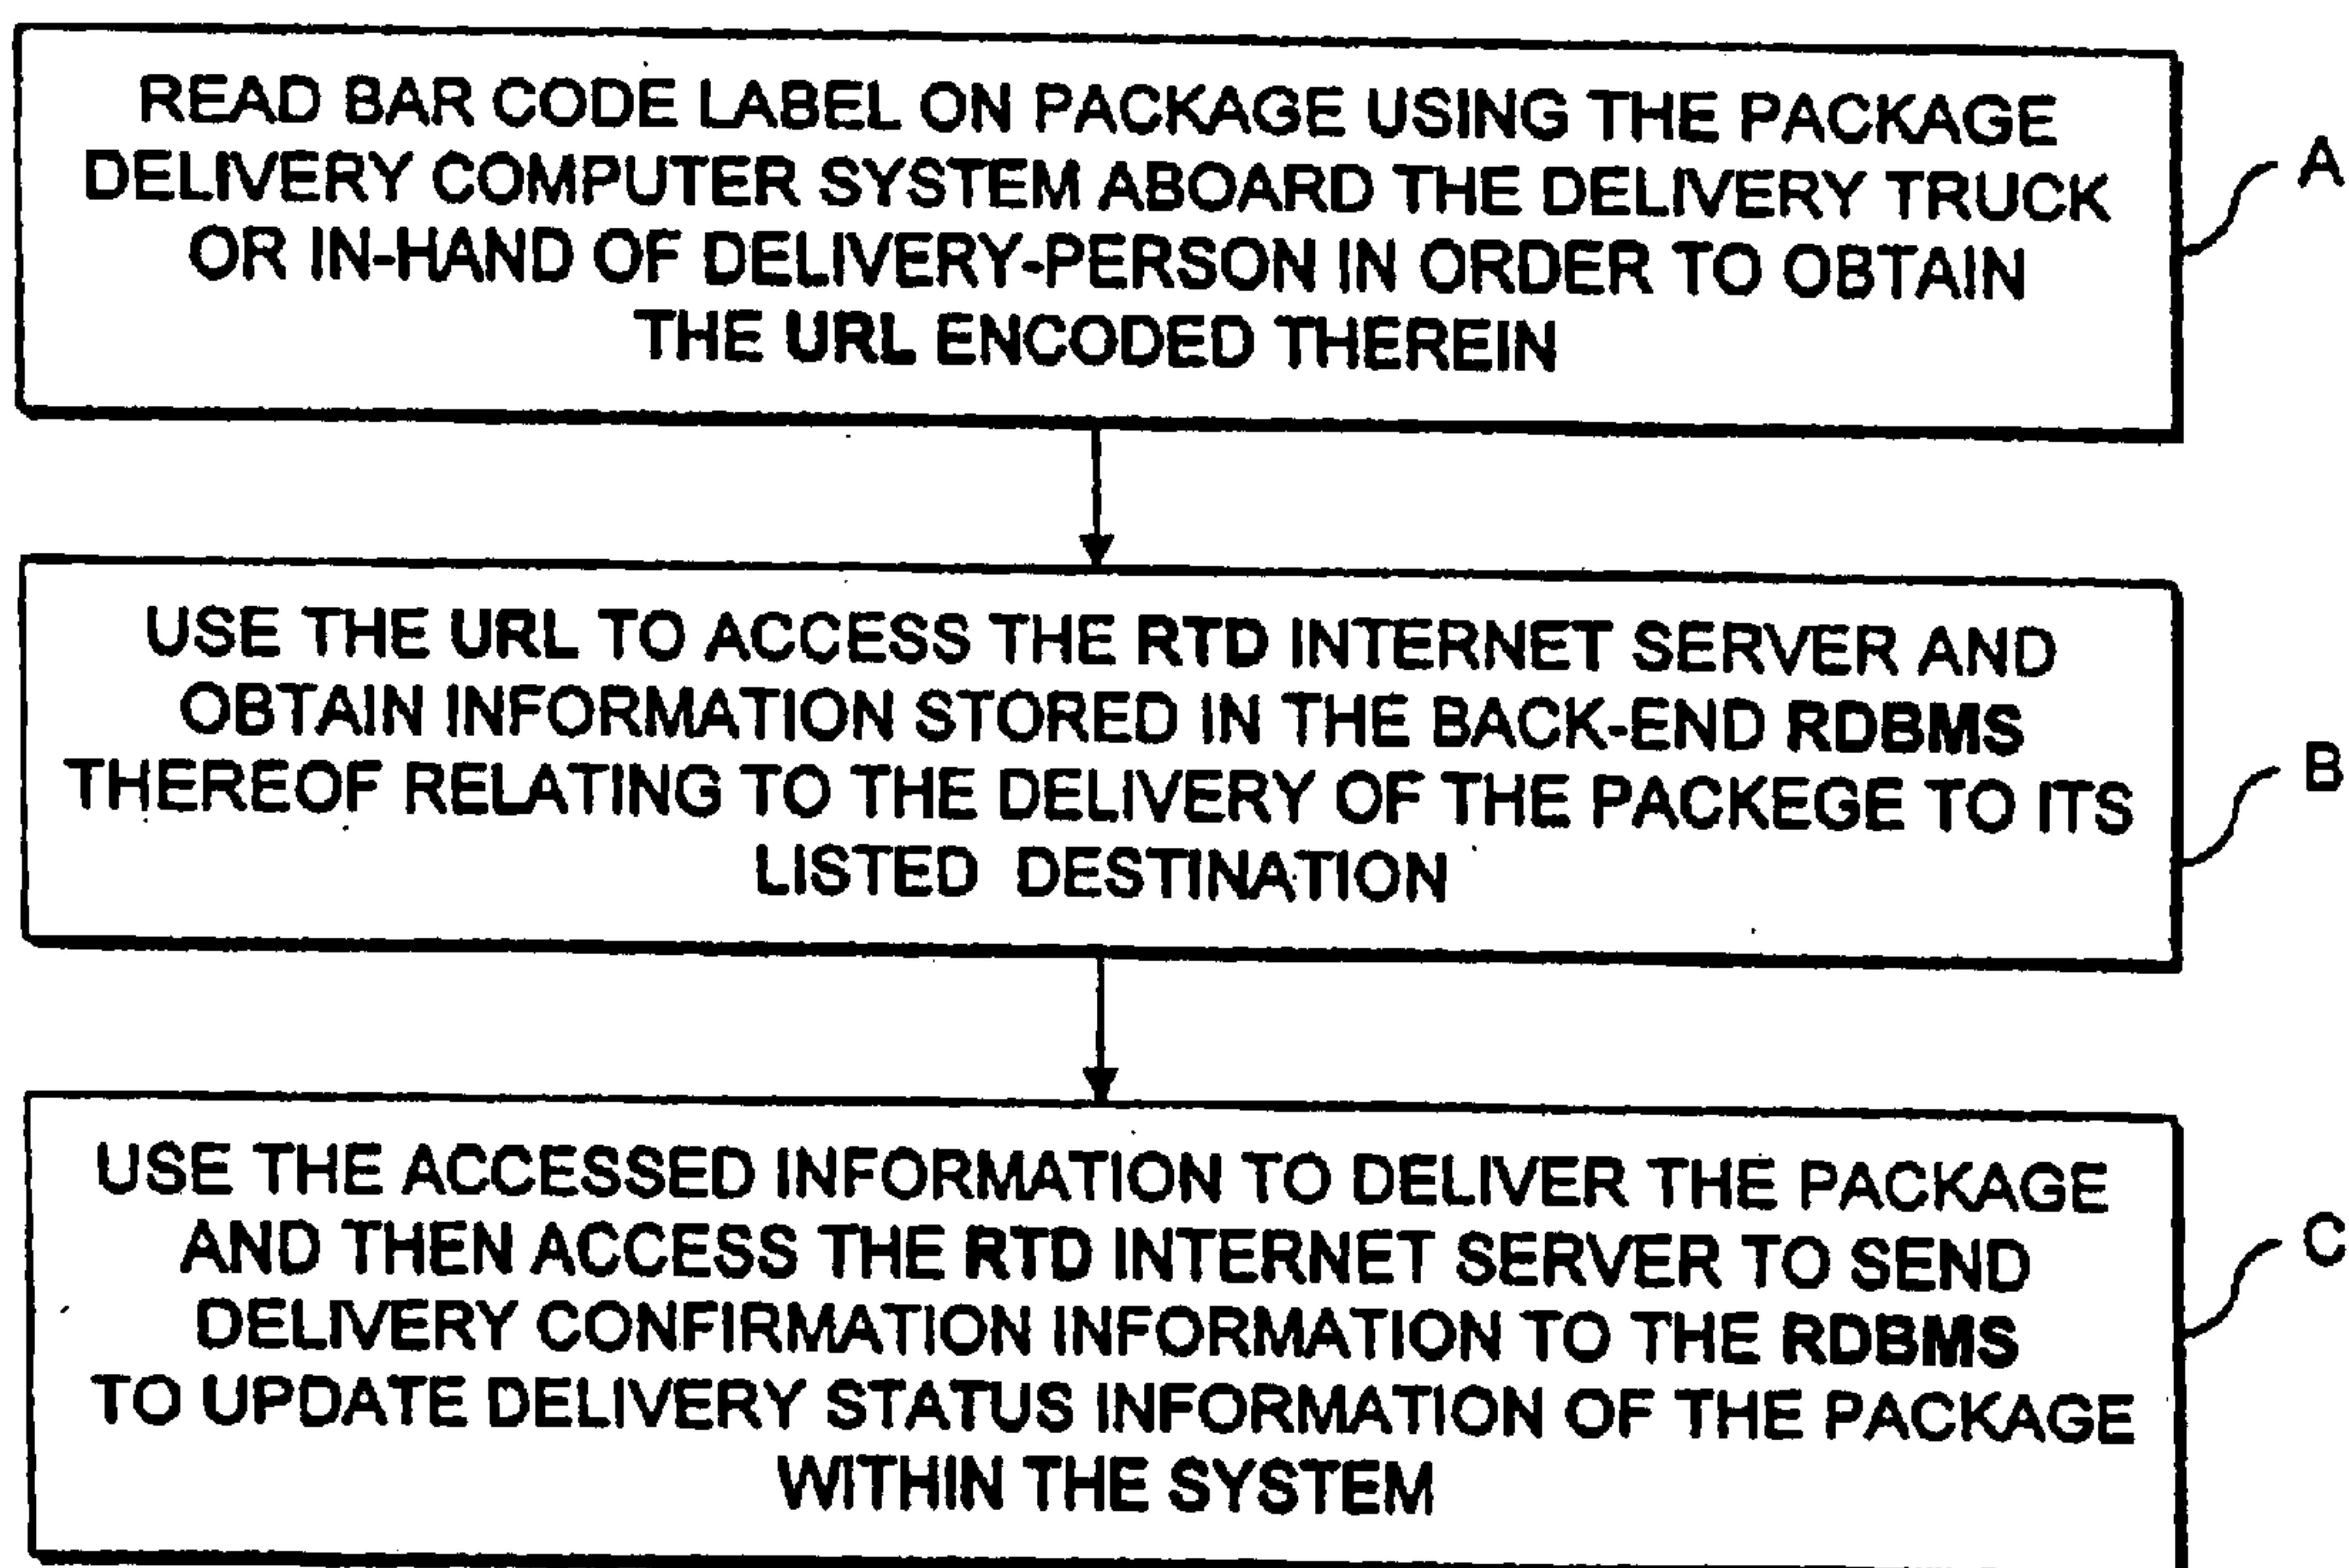 READ BAR CODE LABEL ON PACKAGE USING THE PACKAGE
DELIVERY COMPUTER SYSTEM ABOARD THE DELIVERY TRUCK
OR IN-HAND OF DELIVERY-PERSON IN ORDER TO OBTAIN
THE URL ENCODED THEREIN
A
USE THE URL TO ACCESS THE RTD INTERNET SERVER AND
OBTAIN INFORMATION STORED IN THE BACK-END RDBMS
THEREOF RELATING TO THE DELIVERY OF THE PACKEGE TO ITS
LISTED DESTINATION
B
USE THE ACCESSED INFORMATION TO DELIVER THE PACKAGE
AND THEN ACCESS THE RTD INTERNET SERVER TO SEND
DELIVERY CONFIRMATION INFORMATION TO THE RDBMS
TO UPDATE DELIVERY STATUS INFORMATION OF THE PACKAGE
WITHIN THE SYSTEM
C